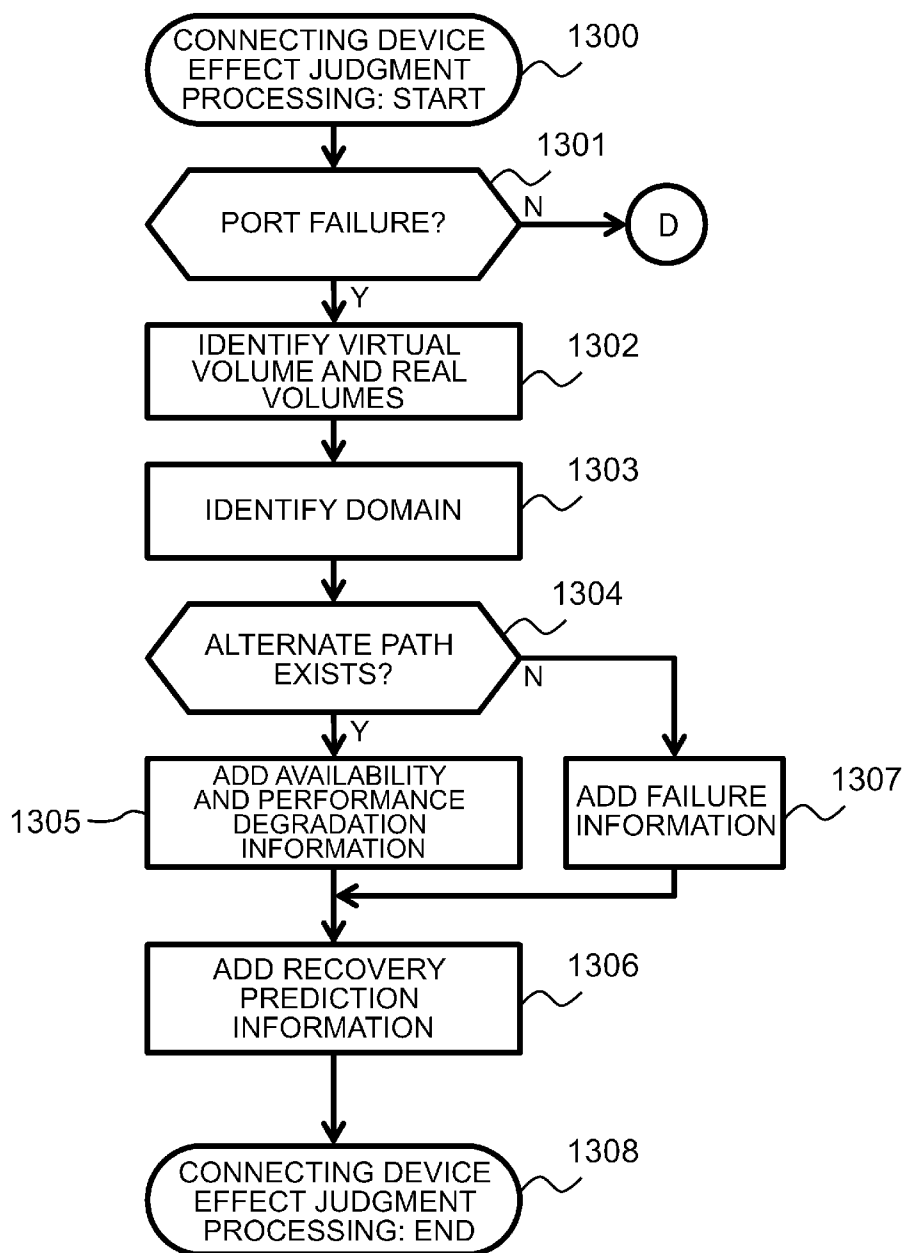 CONNECTING DEVICE
EFFECT JUDGMENT
PROCESSING: START
1300
1301
PORT FAILURE?
N
D
Y
IDENTIFY VIRTUAL
VOLUME AND REAL
VOLUMES
1302
IDENTIFY DOMAIN
1303
1304
ALTERNATE PATH
EXISTS?
N
Y
ADD AVAILABILITY
AND PERFORMANCE
DEGRADATION
INFORMATION
1305
ADD FAILURE
INFORMATION
1307
ADD RECOVERY
PREDICTION
INFORMATION
1306
CONNECTING DEVICE
EFFECT JUDGMENT
PROCESSING: END
1308